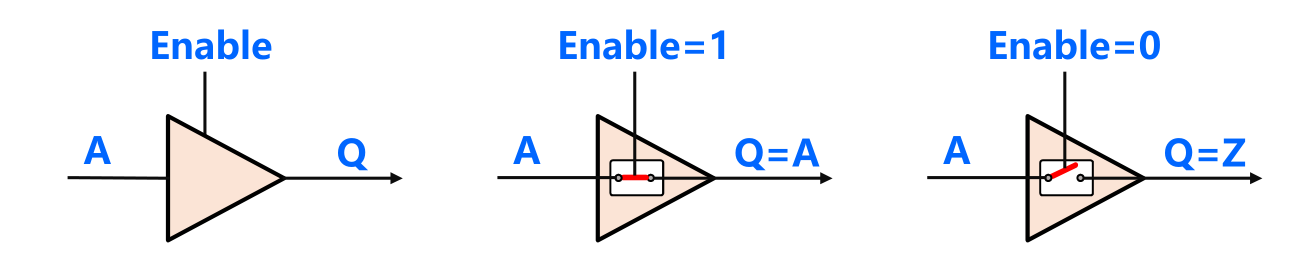 Enable
A
Q
Enable=1
A
Q=A
Enable=0
A
Q=Z